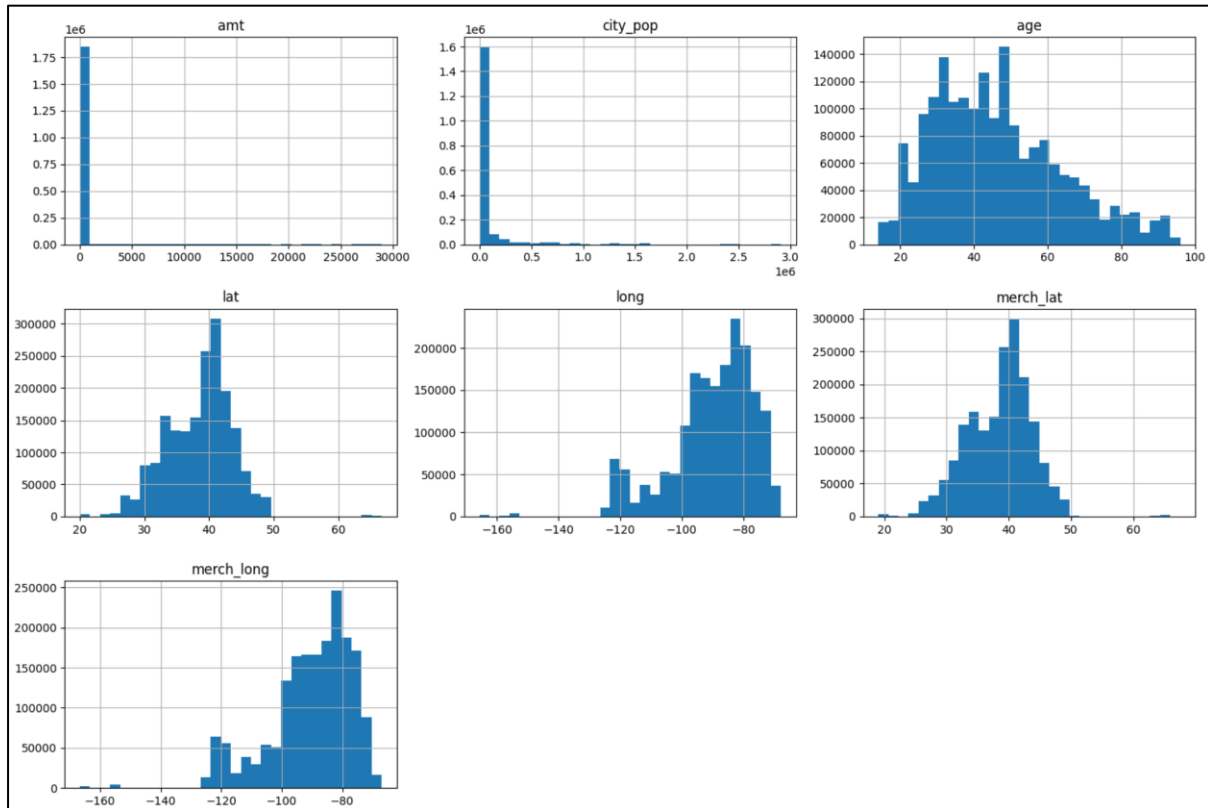 amt
1e6
1.75
1.50
1.25
1.00
0.75
0.50
0.25
0.00
0 5000 10000 15000 20000 25000 30000
city_pop
1e6
1.6
1.4
1.2
1.0
0.8
0.6
0.4
0.2
0.0
0.0 0.5 1.0 1.5 2.0 2.5 3.0
1e6
age
140000
120000
100000
80000
60000
40000
20000
0
20 40 60 80 100
lat
300000
250000
200000
150000
100000
50000
0
20 30 40 50 60
long
200000
150000
100000
50000
0
−160 −140 −120 −100 −80
merch_lat
300000
250000
200000
150000
100000
50000
0
20 30 40 50 60
merch_long
250000
200000
150000
100000
50000
0
−160 −140 −120 −100 −80